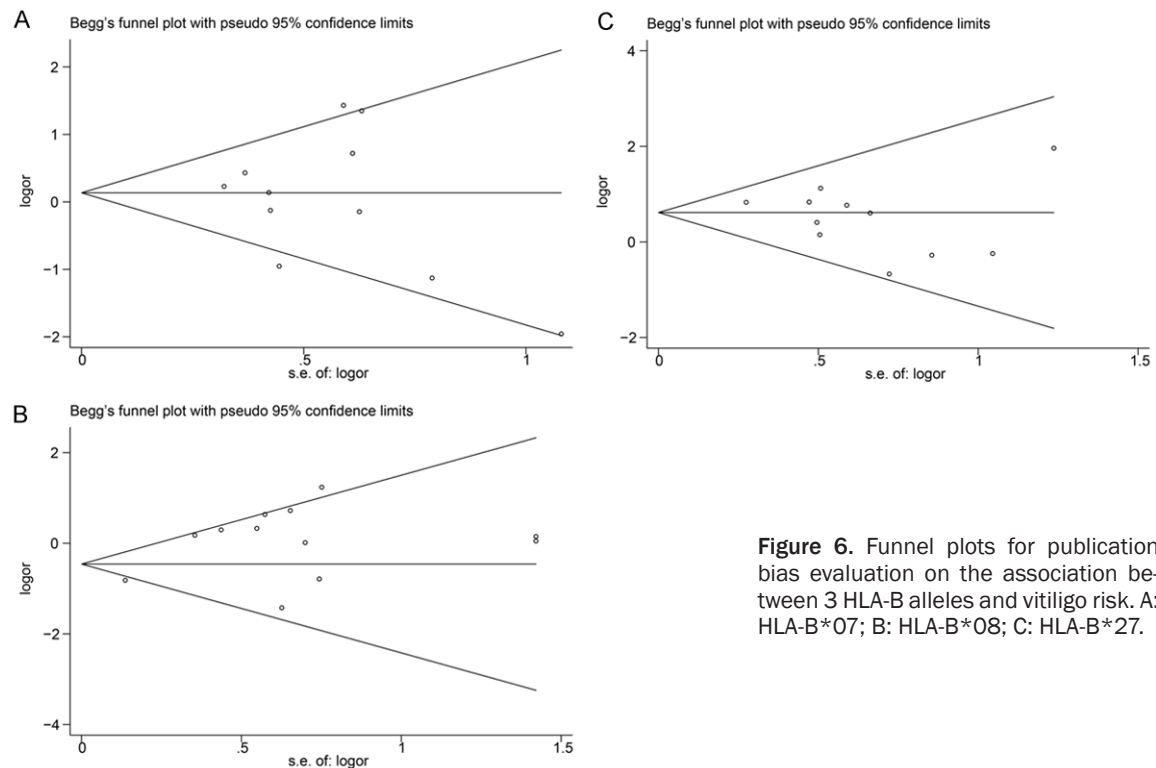 A
Begg's funnel plot with pseudo 95% confidence limits
2
1
0
−1
−2
logor
0
.5
1
s.e. of: logor
B
Begg's funnel plot with pseudo 95% confidence limits
2
0
−2
−4
logor
0
.5
1
1.5
s.e. of: logor
C
Begg's funnel plot with pseudo 95% confidence limits
4
2
0
−2
logor
0
.5
1
1.5
s.e. of: logor
Figure 6. Funnel plots for publication
bias evaluation on the association be-
tween 3 HLA-B alleles and vitiligo risk. A:
HLA-B*07; B: HLA-B*08; C: HLA-B*27.